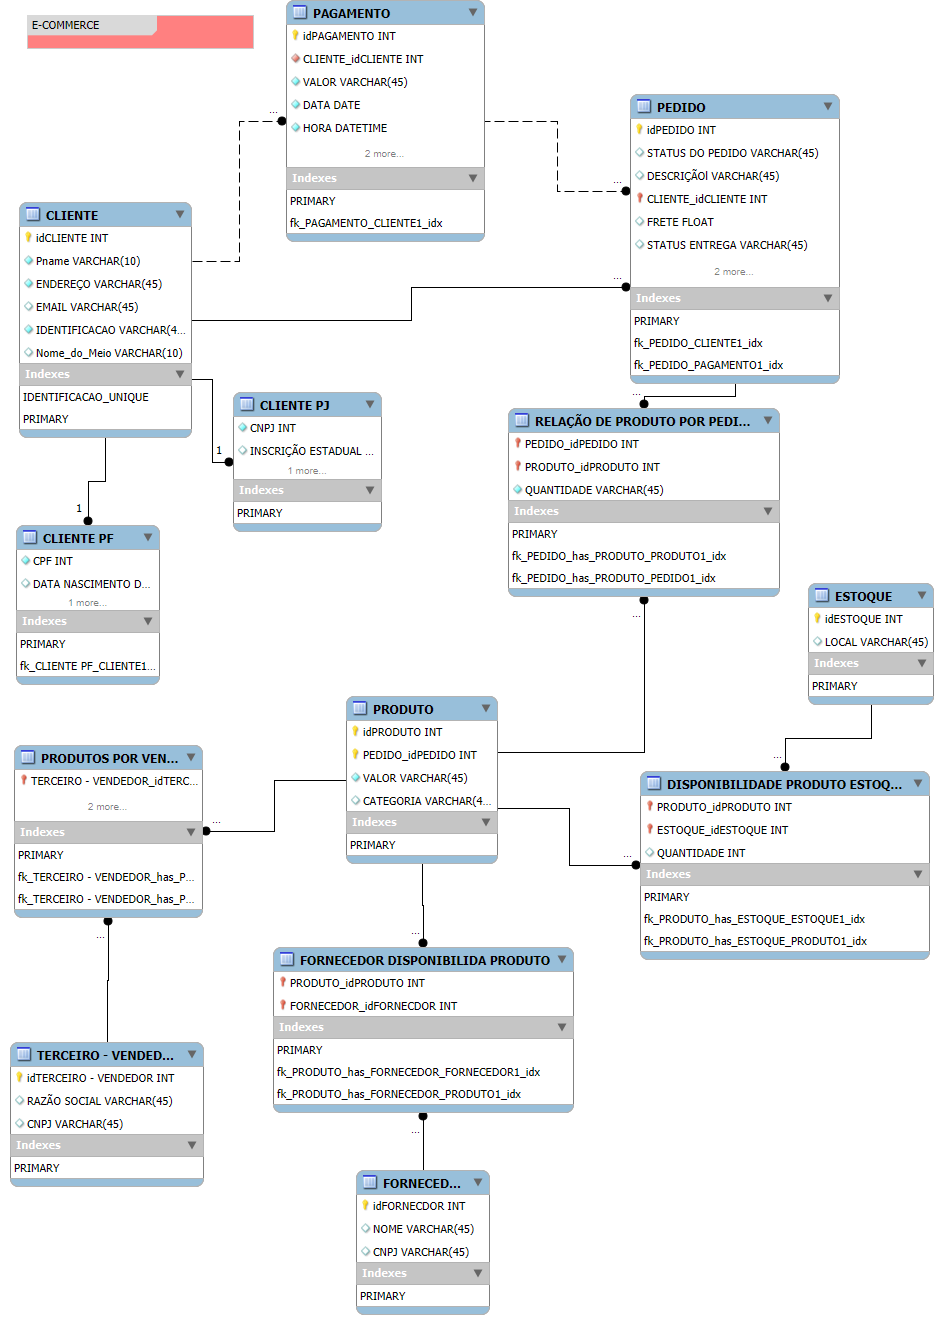 E-COMMERCE
PAGAMENTO
idPAGAMENTO INT
CLIENTE_idCLIENTE INT
VALOR VARCHAR(45)
DATA DATE
HORA DATETIME
2 more...
Indexes
PRIMARY
fk_PAGAMENTO_CLIENTE1_idx
...
PEDIDO
idPEDIDO INT
STATUS DO PEDIDO VARCHAR(45)
DESCRIÇÃOl VARCHAR(45)
CLIENTE_idCLIENTE INT
FRETE FLOAT
STATUS ENTREGA VARCHAR(45)
2 more...
Indexes
PRIMARY
fk_PEDIDO_CLIENTE1_idx
fk_PEDIDO_PAGAMENTO1_idx
...
...
CLIENTE
idCLIENTE INT
Pname VARCHAR(10)
ENDEREÇO VARCHAR(45)
EMAIL VARCHAR(45)
IDENTIFICACAO VARCHAR(4...
Nome_do_Meio VARCHAR(10)
Indexes
IDENTIFICACAO_UNIQUE
PRIMARY
CLIENTE PJ
CNPJ INT
INSCRIÇÃO ESTADUAL ...
1 more...
Indexes
PRIMARY
1
...
RELAÇÃO DE PRODUTO POR PEDI...
PEDIDO_idPEDIDO INT
PRODUTO_idPRODUTO INT
QUANTIDADE VARCHAR(45)
Indexes
PRIMARY
fk_PEDIDO_has_PRODUTO_PRODUTO1_idx
fk_PEDIDO_has_PRODUTO_PEDIDO1_idx
...
1
CLIENTE PF
CPF INT
DATA NASCIMENTO D...
1 more...
Indexes
PRIMARY
fk_CLIENTE PF_CLIENTE1...
ESTOQUE
idESTOQUE INT
LOCAL VARCHAR(45)
Indexes
PRIMARY
...
PRODUTO
idPRODUTO INT
PEDIDO_idPEDIDO INT
VALOR VARCHAR(45)
CATEGORIA VARCHAR(4...
Indexes
PRIMARY
PRODUTOS POR VEN...
TERCEIRO - VENDEDOR_idTERC...
2 more...
Indexes
PRIMARY
fk_TERCEIRO - VENDEDOR_has_P...
fk_TERCEIRO - VENDEDOR_has_P...
...
...
DISPONIBILIDADE PRODUTO ESTOQ...
PRODUTO_idPRODUTO INT
ESTOQUE_idESTOQUE INT
QUANTIDADE INT
Indexes
PRIMARY
fk_PRODUTO_has_ESTOQUE_ESTOQUE1_idx
fk_PRODUTO_has_ESTOQUE_PRODUTO1_idx
...
...
FORNECEDOR DISPONIBILIDA PRODUTO
PRODUTO_idPRODUTO INT
FORNECEDOR_idFORNECDOR INT
Indexes
PRIMARY
fk_PRODUTO_has_FORNECEDOR_FORNECEDOR1_idx
fk_PRODUTO_has_FORNECEDOR_PRODUTO1_idx
...
TERCEIRO - VENDED...
idTERCEIRO - VENDEDOR INT
RAZÃO SOCIAL VARCHAR(45)
CNPJ VARCHAR(45)
Indexes
PRIMARY
...
FORNECED...
idFORNECDOR INT
NOME VARCHAR(45)
CNPJ VARCHAR(45)
Indexes
PRIMARY